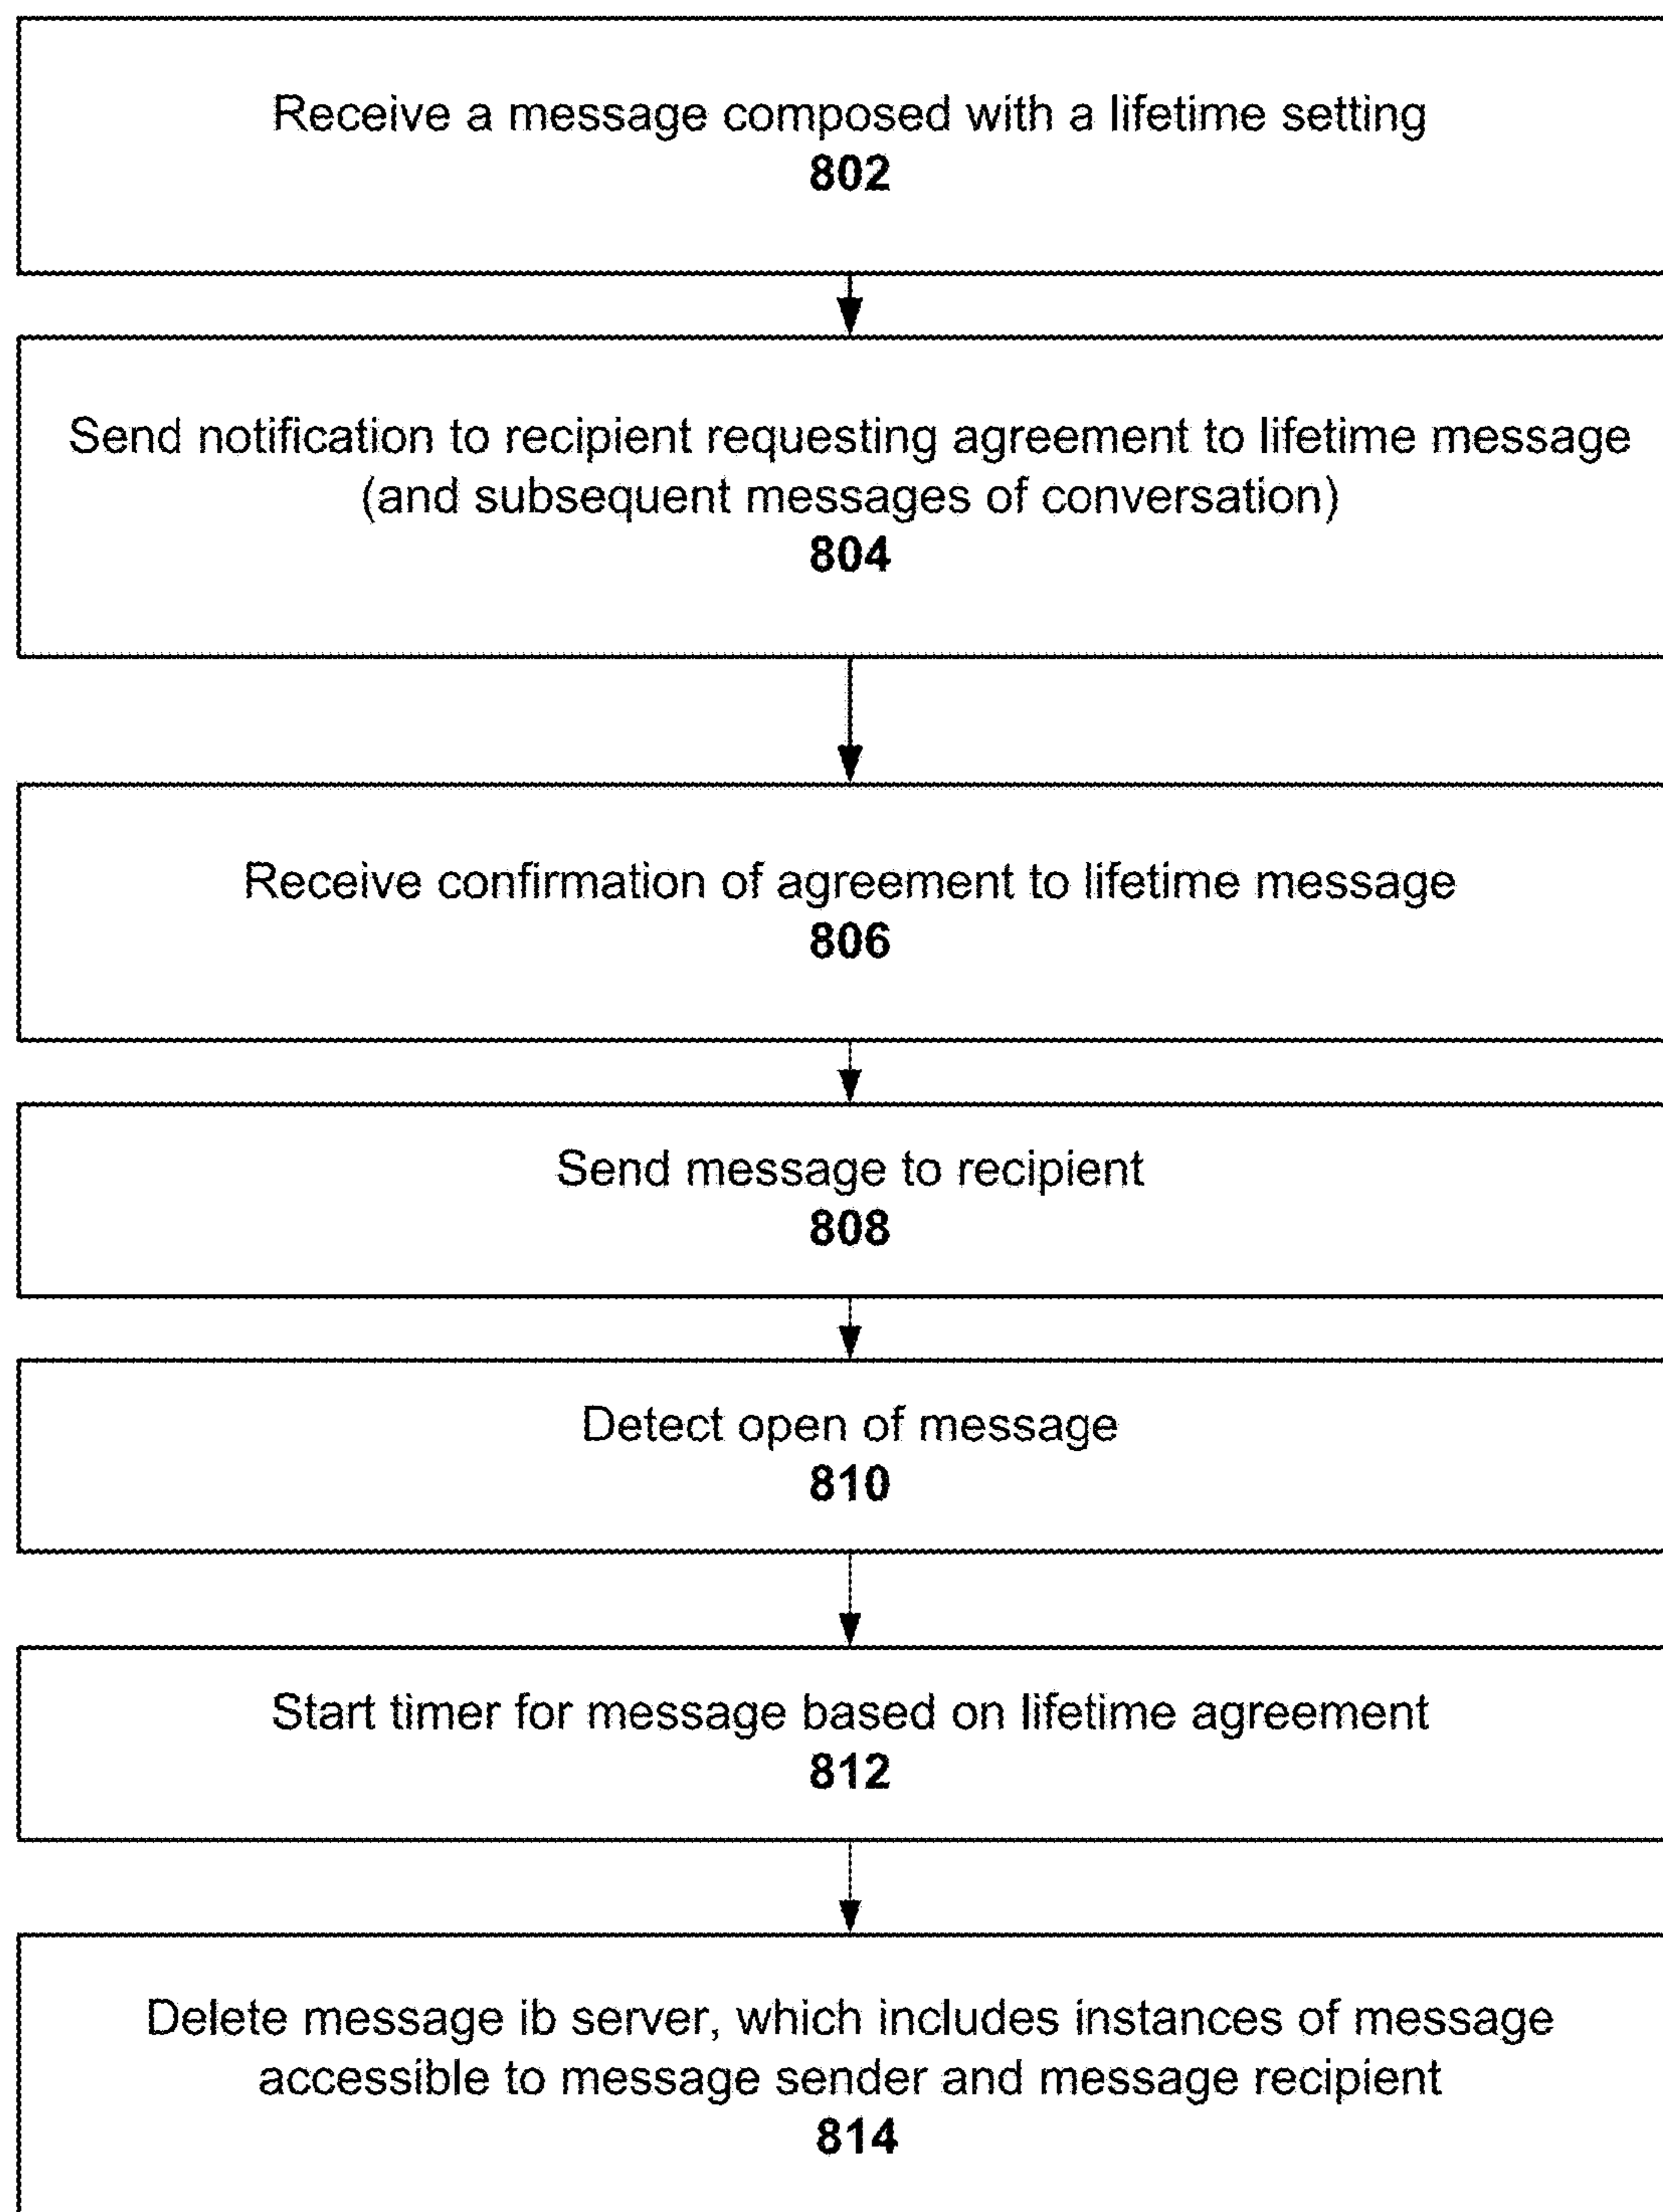 Receive a message composed with a lifetime setting
802
Send notification to recipient requesting agreement to lifetime message
(and subsequent messages of conversation)
804
Receive confirmation of agreement to lifetime message
806
Send message to recipient
808
Detect open of message
810
Start timer for message based on lifetime agreement
812
Delete message ib server, which includes instances of message
accessible to message sender and message recipient
814